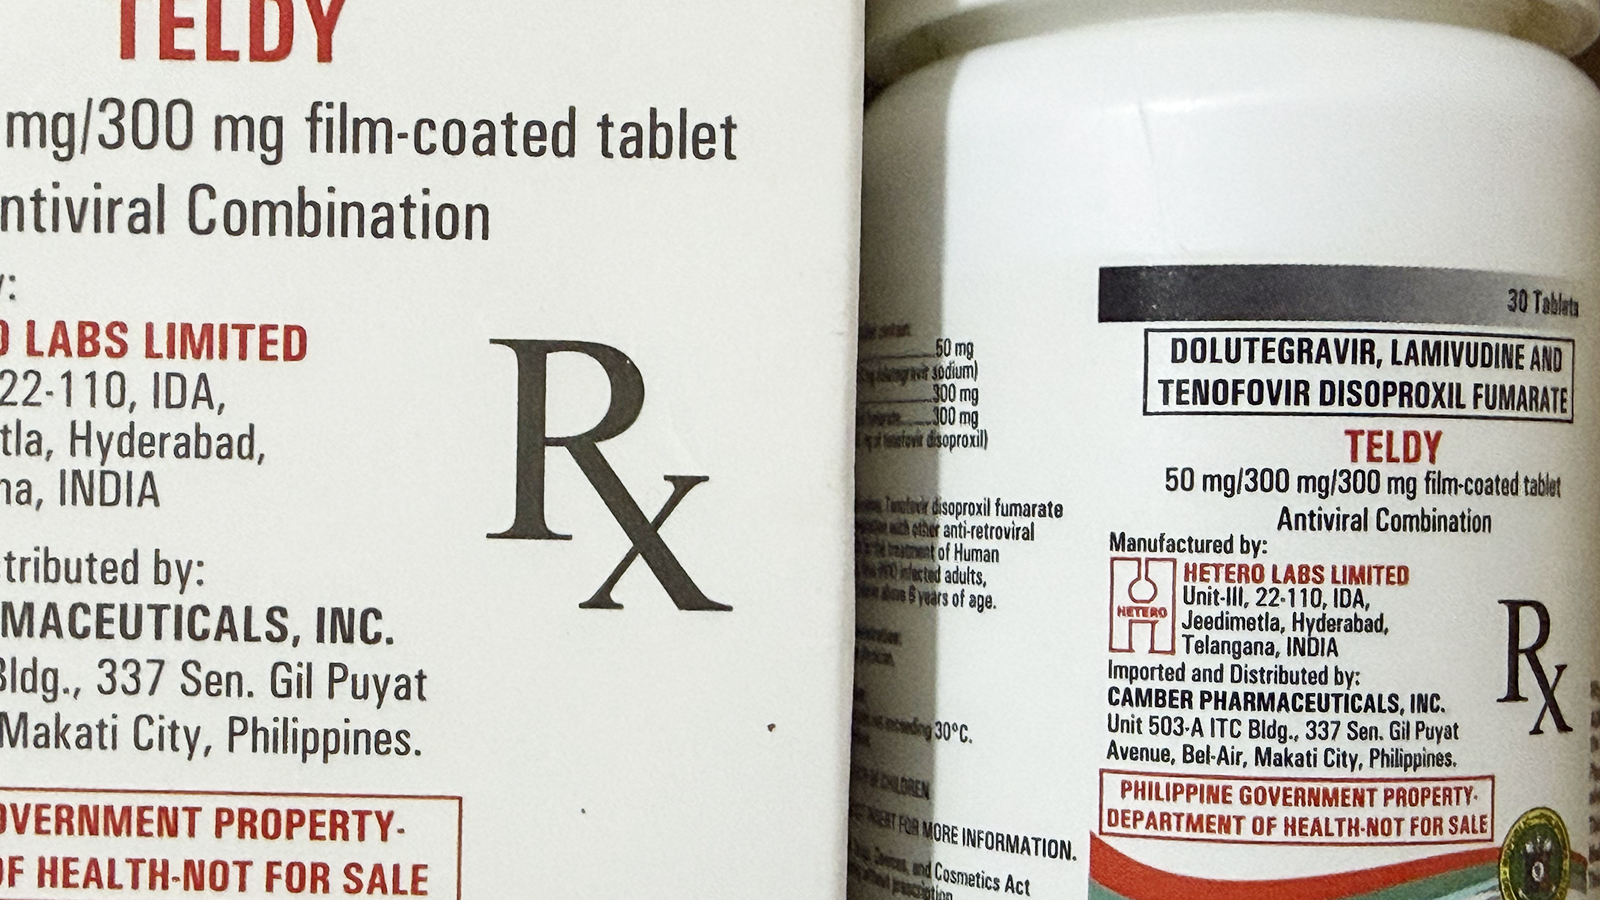 TELDY
mg/300 mg film-coated tablet
ntiviral Combination
y:
O LABS LIMITED
22-110, IDA,
tla, Hyderabad,
na, INDIA
tributed by:
MACEUTICALS, INC.
Bldg., 337 Sen. Gil Puyat
Makati City, Philippines.
OVERNMENT PROPERTY-
OF HEALTH-NOT FOR SALE
Rx
50 mg
sodium)
300 mg
300 mg
disoproxil)
disoproxil fumarate
with other anti-retroviral
treatment of Human
infected adults,
6 years of age.
30°C.
CHILDREN.
FOR MORE INFORMATION.
and Cosmetics Act
prescription
30 Tablets
DOLUTEGRAVIR, LAMIVUDINE AND
TENOFOVIR DISOPROXIL FUMARATE
TELDY
50 mg/300 mg/300 mg film-coated tablet
Antiviral Combination
Manufactured by:
HETERO
HETERO LABS LIMITED
Unit-III, 22-110, IDA,
Jeedimetla, Hyderabad,
Telangana, INDIA
Rx
Imported and Distributed by:
CAMBER PHARMACEUTICALS, INC.
Unit 503-A ITC Bldg., 337 Sen. Gil Puyat
Avenue, Bel-Air, Makati City, Philippines.
PHILIPPINE GOVERNMENT PROPERTY-
DEPARTMENT OF HEALTH-NOT FOR SALE